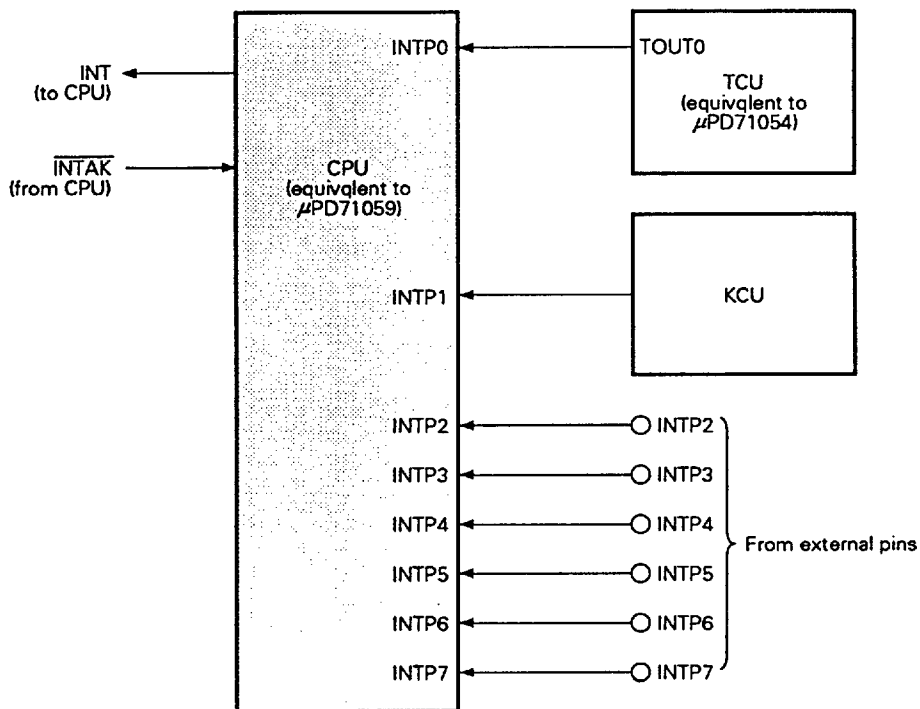 INTP0
TOUT0
TCU
(equivqlent to
μPD71054)
INT
(to CPU)
INTAK
(from CPU)
CPU
(equivqlent to
μPD71059)
INTP1
KCU
INTP2
INTP3
INTP4
INTP5
INTP6
INTP7
INTP2
INTP3
INTP4
INTP5
INTP6
INTP7
From external pins